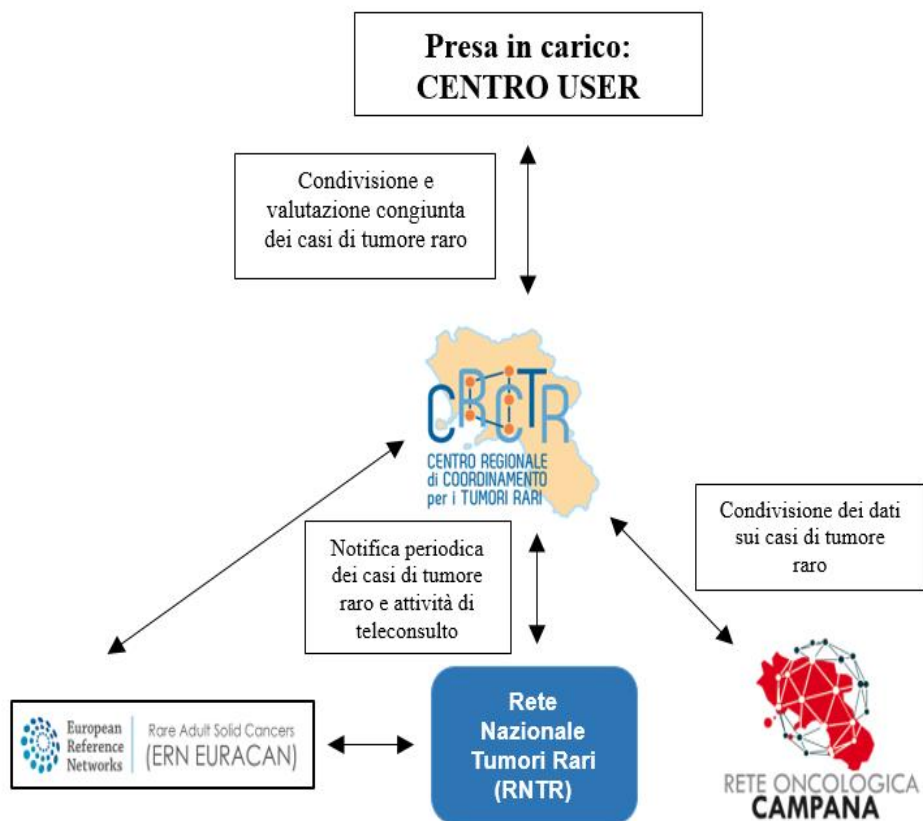 Presa in carico:
CENTRO USER
Condivisione e
valutazione congiunta
dei casi di tumore raro
CRCTR
CENTRO REGIONALE
di COORDINAMENTO
per i TUMORI RARI
Notifica periodica
dei casi di tumore
raro e attività di
teleconsulto
Condivisione dei dati
sui casi di tumore
raro
European
Reference
Networks
Rare Adult Solid Cancers
(ERN EURACAN)
Rete
Nazionale
Tumori Rari
(RNTR)
RETE ONCOLOGICA
CAMPANA